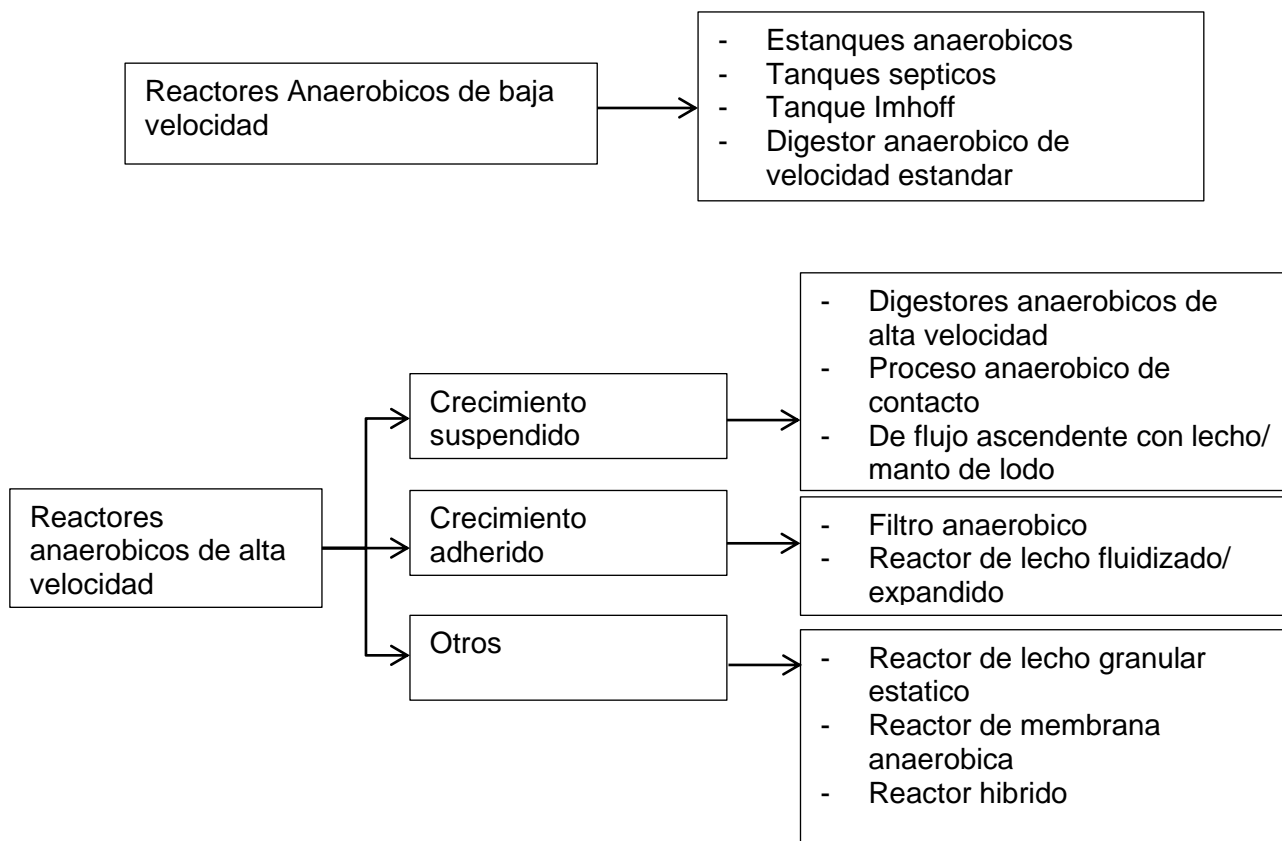 Reactores Anaerobicos de baja
velocidad
- Estanques anaerobicos
- Tanques septicos
- Tanque Imhoff
- Digestor anaerobico de
velocidad estandar
Reactores
anaerobicos de alta
velocidad
Crecimiento
suspendido
- Digestores anaerobicos de
alta velocidad
- Proceso anaerobico de
contacto
- De flujo ascendente con lecho/
manto de lodo
Crecimiento
adherido
- Filtro anaerobico
- Reactor de lecho fluidizado/
expandido
Otros
- Reactor de lecho granular
estatico
- Reactor de membrana
anaerobica
- Reactor hibrido